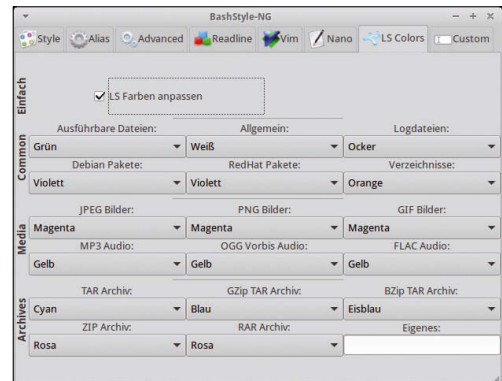 BashStyle-NG
Style Alias Advanced Readline Vim Nano LS Colors Custom
Einfach
LS Farben anpassen
Common
Ausführbare Dateien: Allgemein: Logdateien:
Grün Weiß Ocker
Debian Pakete: RedHat Pakete: Verzeichnisse:
Violett Violett Orange
Media
JPEG Bilder: PNG Bilder: GIF Bilder:
Magenta Magenta Magenta
MP3 Audio: OGG Vorbis Audio: FLAC Audio:
Gelb Gelb Gelb
Archives
TAR Archiv: GZip TAR Archiv: BZip TAR Archiv:
Cyan Blau Eisblau
ZIP Archiv: RAR Archiv: Eigenes:
Rosa Rosa